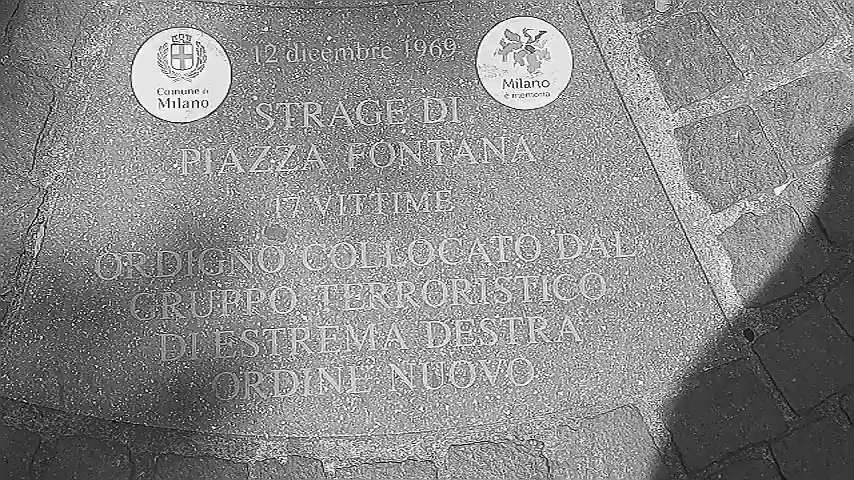 Comune di
Milano
12 dicembre 1969
Milano
è memoria
STRAGE DI
PIAZZA FONTANA
17 VITTIME
ORDIGNO COLLOCATO DAL
GRUPPO TERRORISTICO
DI ESTREMA DESTRA
ORDINE NUOVO